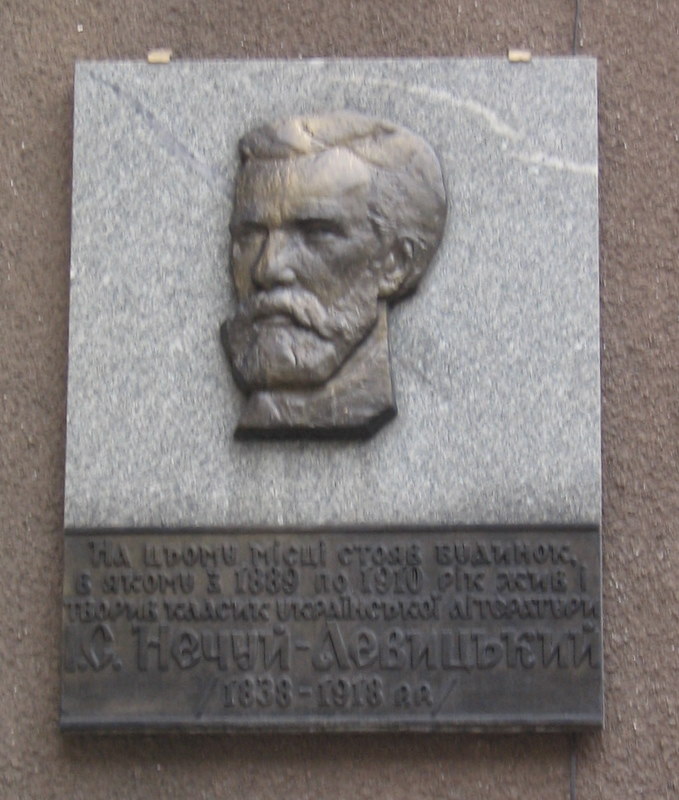 На цьому місці стояв будинок,
в якому з 1889 по 1910 рік жив і
творив класик української літератури
І.С. Нечуй-Левицький
/1838-1918 р.р./